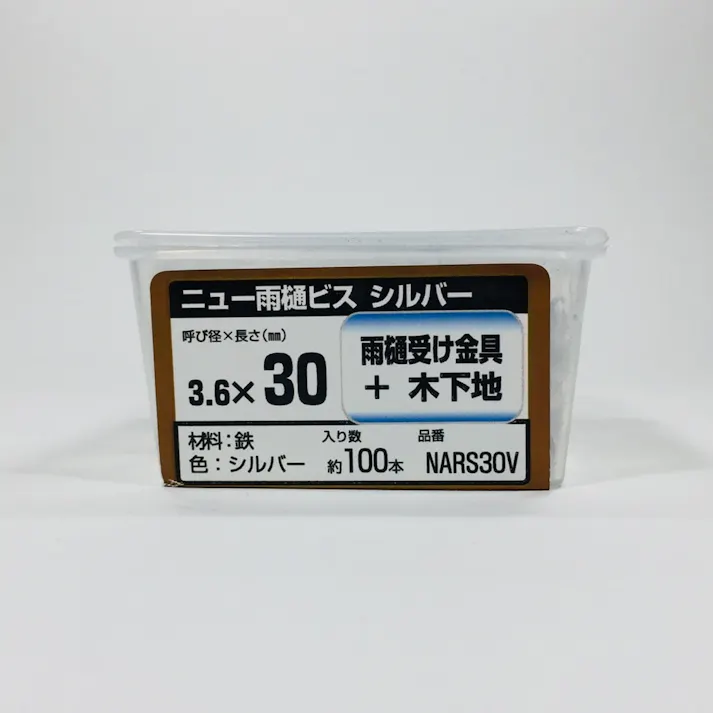 ニュー雨樋ビス シルバー
呼び径×長さ(㎜)
3.6×30
雨樋受け金具
+ 木下地
材料:鉄
色:シルバー
入り数
約100本
品番
NARS30V